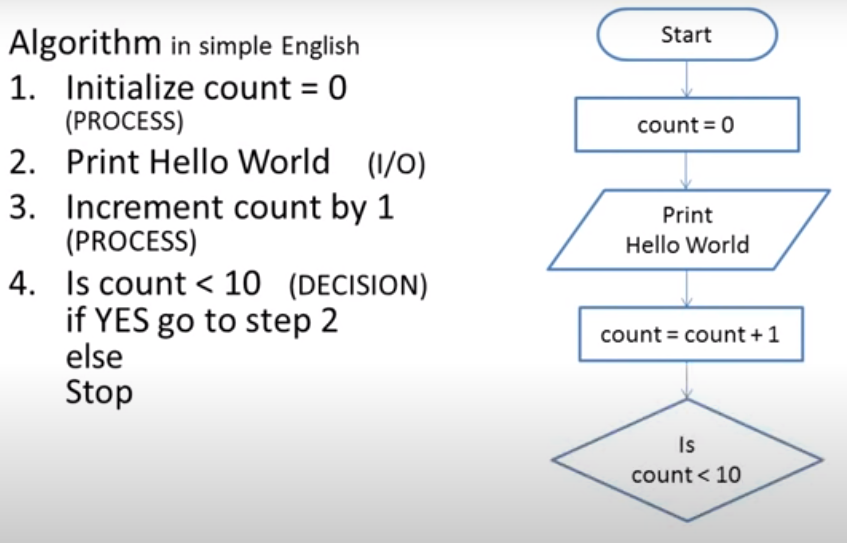 Algorithm in simple English
1. Initialize count = 0
(PROCESS)
2. Print Hello World (I/O)
3. Increment count by 1
(PROCESS)
4. Is count < 10 (DECISION)
if YES go to step 2
else
Stop
Start
count = 0
Print
Hello World
count = count + 1
Is
count < 10